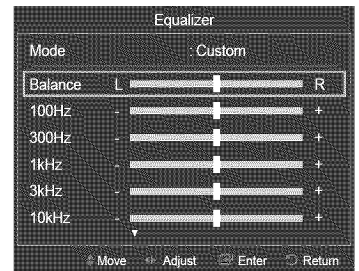 Equalizer
Mode : Custom
Balance L R
100Hz - +
300Hz - +
1kHz - +
3kHz - +
10kHz - +
Move Adjust Enter Return